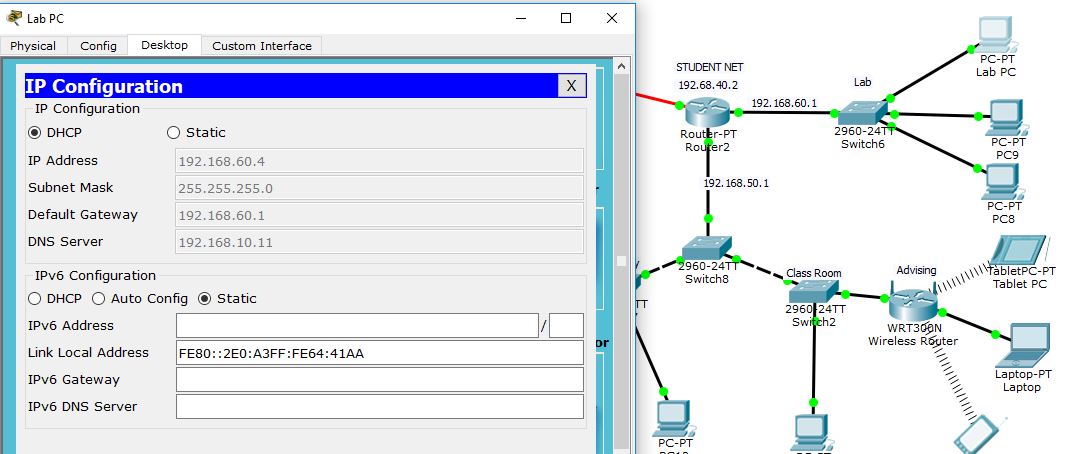 Lab PC
Physical Config Desktop Custom Interface
IP Configuration X
IP Configuration
DHCP Static
IP Address 192.168.60.4
Subnet Mask 255.255.255.0
Default Gateway 192.168.60.1
DNS Server 192.168.10.11
IPv6 Configuration
DHCP Auto Config Static
IPv6 Address /
Link Local Address FE80::2E0:A3FF:FE64:41AA
IPv6 Gateway
IPv6 DNS Server
or
STUDENT NET
192.68.40.2
Router-PT
Router2
192.168.60.1
Lab
2960-24TT
Switch6
PC-PT
Lab PC
PC-PT
PC9
PC-PT
PC8
192.168.50.1
2960-24TT
Switch8
Class Room
2960-24TT
Switch2
Advising
WRT300N
Wireless Router
TabletPC-PT
Tablet PC
Laptop-PT
Laptop
TT
PC-PT